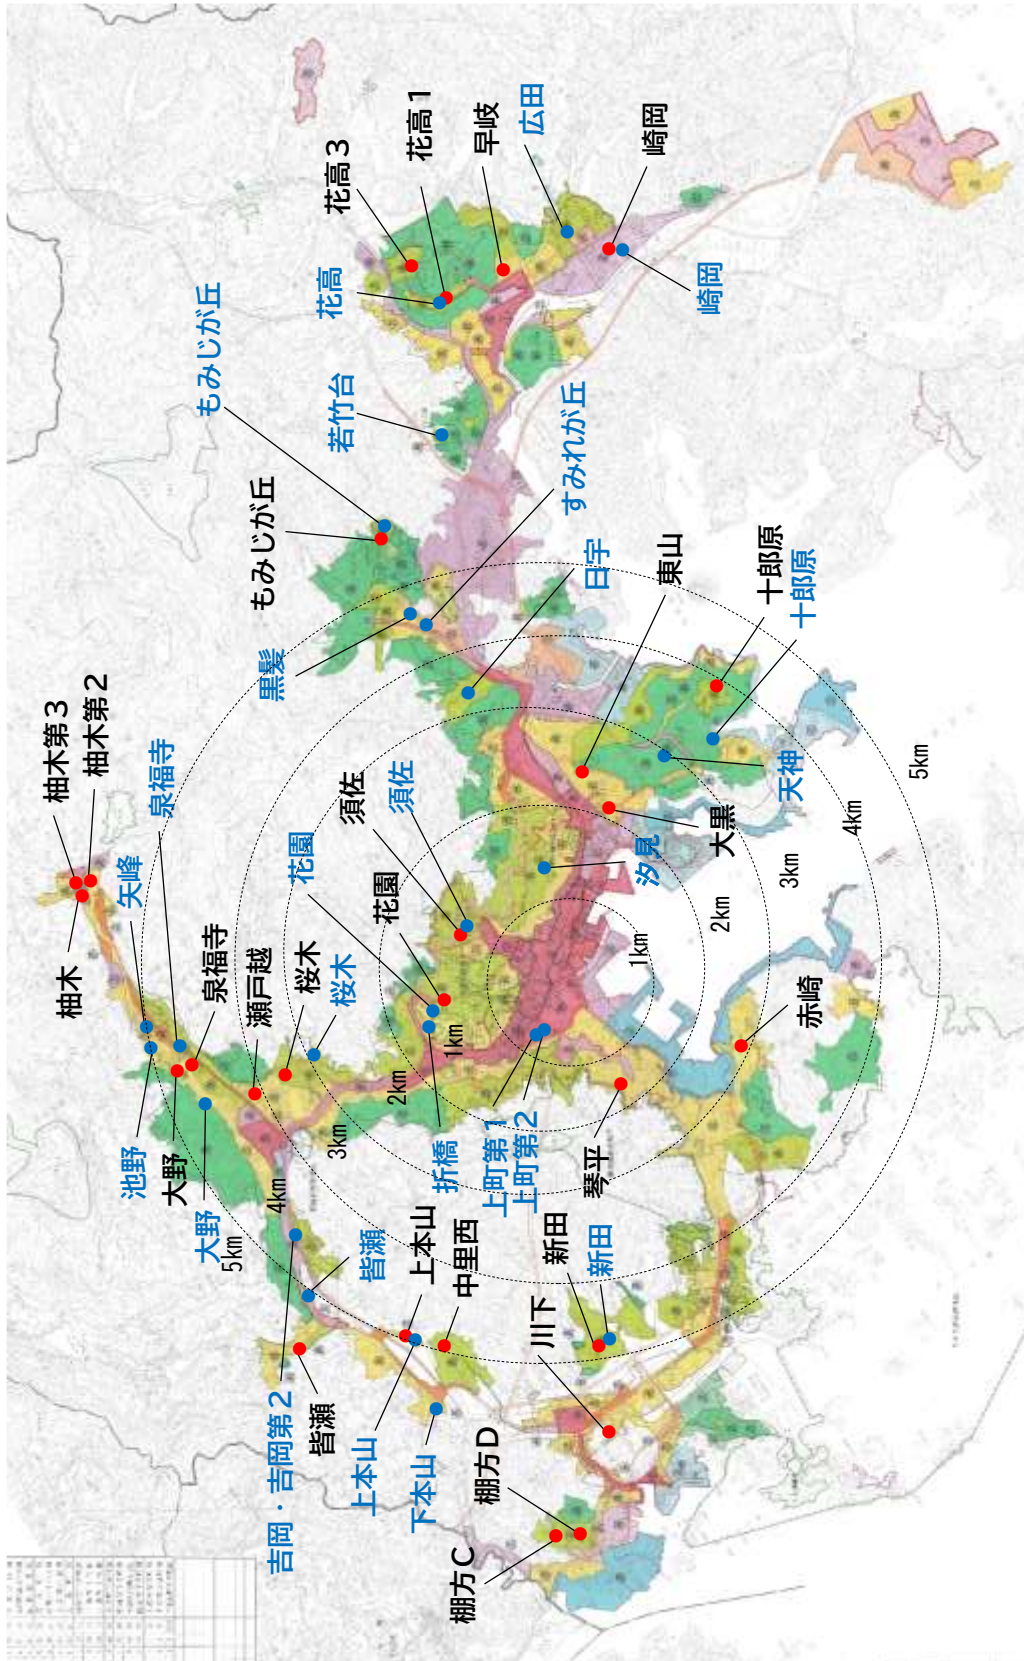 柚木第３
柚木第２
柚木
矢峰
泉福寺
池野
大野
大野
泉福寺
瀬戸越
桜木
桜木
吉岡・吉岡第２
皆瀬
皆瀬
上本山
上本山
下本山
中里西
棚方Ｃ
棚方Ｄ
川下
新田
新田
琴平
赤崎
上町第１
上町第２
折橋
花園
花園
須佐
須佐
汐見
大黒
天神
東山
十郎原
十郎原
日宇
すみれが丘
黒髪
もみじが丘
もみじが丘
若竹台
花高
花高３
花高１
早岐
広田
崎岡
崎岡
1km
2km
3km
4km
5km
1km
2km
3km
4km
5km